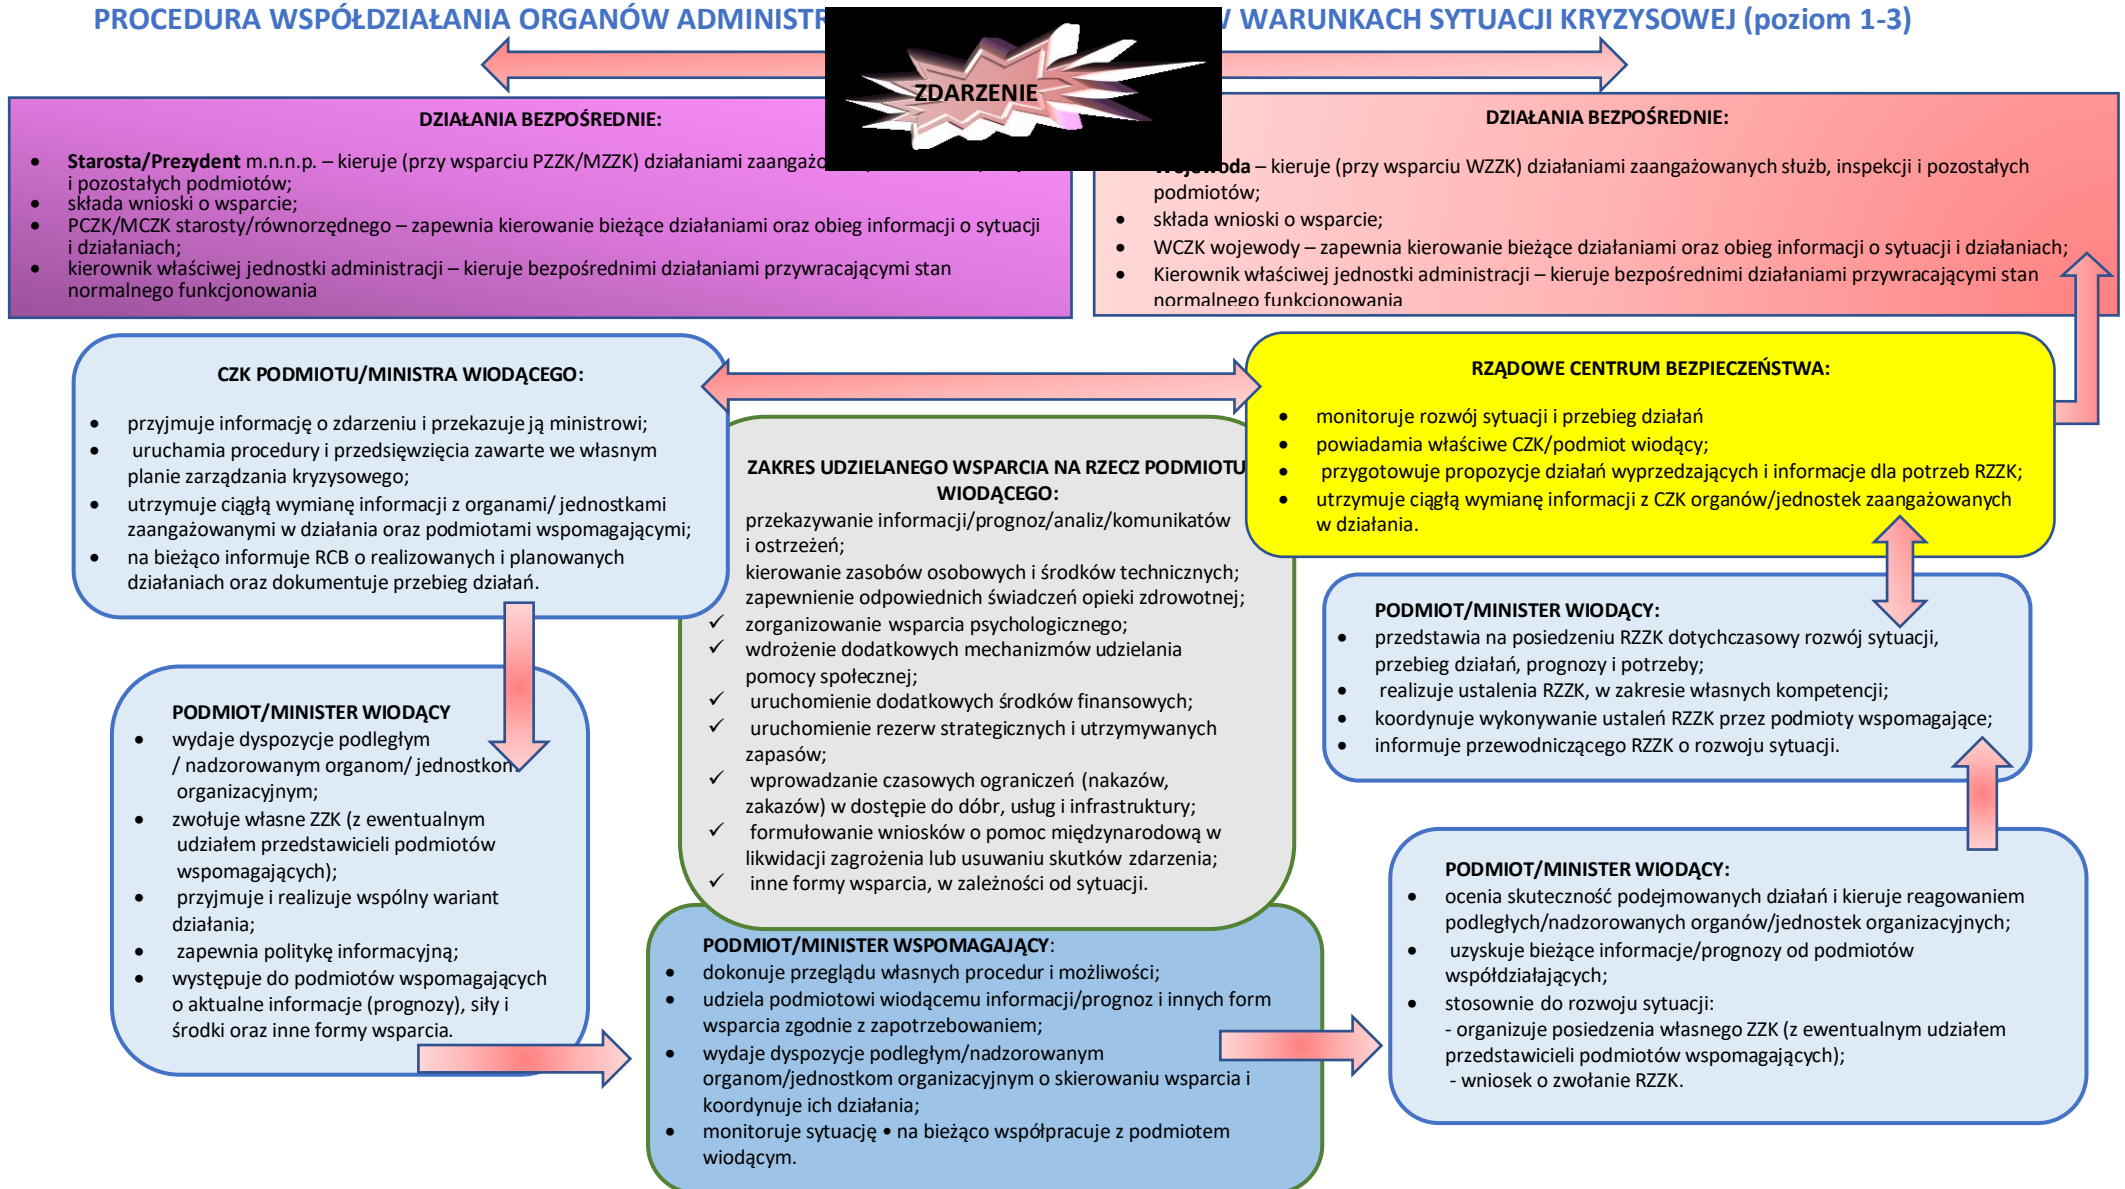 PROCEDURA WSPÓŁDZIAŁANIA ORGANÓW ADMINISTR
W WARUNKACH SYTUACJI KRYZYSOWEJ (poziom 1-3)
ZDARZENIE
DZIAŁANIA BEZPOŚREDNIE:
• Starosta/Prezydent m.n.n.p. – kieruje (przy wsparciu PZZK/MZZK) działaniami
i pozostałych podmiotów;
• składa wnioski o wsparcie;
• PCZK/MCZK starosty/równorzędnego – zapewnia kierowanie bieżące działaniami oraz obieg informacji o sytuacji
i działaniach;
• kierownik właściwej jednostki administracji – kieruje bezpośrednimi działaniami przywracającymi stan
normalnego funkcjonowania
DZIAŁANIA BEZPOŚREDNIE:
Wojewoda – kieruje (przy wsparciu WZZK) działaniami zaangażowanych służb, inspekcji i pozostałych
podmiotów;
• składa wnioski o wsparcie;
• WCZK wojewody – zapewnia kierowanie bieżące działaniami oraz obieg informacji o sytuacji i działaniach;
• Kierownik właściwej jednostki administracji – kieruje bezpośrednimi działaniami przywracającymi stan
normalnego funkcjonowania
CZK PODMIOTU/MINISTRA WIODĄCEGO:
• przyjmuje informację o zdarzeniu i przekazuje ją ministrowi;
• uruchamia procedury i przedsięwzięcia zawarte we własnym
planie zarządzania kryzysowego;
• utrzymuje ciągłą wymianę informacji z organami/ jednostkami
zaangażowanymi w działania oraz podmiotami wspomagającymi;
• na bieżąco informuje RCB o realizowanych i planowanych
działaniach oraz dokumentuje przebieg działań.
RZĄDOWE CENTRUM BEZPIECZEŃSTWA:
• monitoruje rozwój sytuacji i przebieg działań
• powiadamia właściwe CZK/podmiot wiodący;
• przygotowuje propozycje działań wyprzedzających i informacje dla potrzeb RZZK;
• utrzymuje ciągłą wymianę informacji z CZK organów/jednostek zaangażowanych
w działania.
ZAKRES UDZIELANEGO WSPARCIA NA RZECZ PODMIOTU
WIODĄCEGO:
przekazywanie informacji/prognoz/analiz/komunikatów
i ostrzeżeń;
kierowanie zasobów osobowych i środków technicznych;
zapewnienie odpowiednich świadczeń opieki zdrowotnej;
✓ zorganizowanie wsparcia psychologicznego;
✓ wdrożenie dodatkowych mechanizmów udzielania
pomocy społecznej;
✓ uruchomienie dodatkowych środków finansowych;
✓ uruchomienie rezerw strategicznych i utrzymywanych
zapasów;
✓ wprowadzanie czasowych ograniczeń (nakazów,
zakazów) w dostępie do dóbr, usług i infrastruktury;
✓ formułowanie wniosków o pomoc międzynarodową w
likwidacji zagrożenia lub usuwaniu skutków zdarzenia;
✓ inne formy wsparcia, w zależności od sytuacji.
PODMIOT/MINISTER WIODĄCY:
• przedstawia na posiedzeniu RZZK dotychczasowy rozwój sytuacji,
przebieg działań, prognozy i potrzeby;
• realizuje ustalenia RZZK, w zakresie własnych kompetencji;
• koordynuje wykonywanie ustaleń RZZK przez podmioty wspomagające;
• informuje przewodniczącego RZZK o rozwoju sytuacji.
PODMIOT/MINISTER WIODĄCY
• wydaje dyspozycje podległym
/ nadzorowanym organom/ jednostkom
organizacyjnym;
• zwołuje własne ZZK (z ewentualnym
udziałem przedstawicieli podmiotów
wspomagających);
• przyjmuje i realizuje wspólny wariant
działania;
• zapewnia politykę informacyjną;
• występuje do podmiotów wspomagających
o aktualne informacje (prognozy), siły i
środki oraz inne formy wsparcia.
PODMIOT/MINISTER WSPOMAGAJĄCY:
• dokonuje przeglądu własnych procedur i możliwości;
• udziela podmiotowi wiodącemu informacji/prognoz i innych form
wsparcia zgodnie z zapotrzebowaniem;
• wydaje dyspozycje podległym/nadzorowanym
organom/jednostkom organizacyjnym o skierowaniu wsparcia i
koordynuje ich działania;
• monitoruje sytuację • na bieżąco współpracuje z podmiotem
wiodącym.
PODMIOT/MINISTER WIODĄCY:
• ocenia skuteczność podejmowanych działań i kieruje reagowaniem
podległych/nadzorowanych organów/jednostek organizacyjnych;
• uzyskuje bieżące informacje/prognozy od podmiotów
współdziałających;
• stosownie do rozwoju sytuacji:
- organizuje posiedzenia własnego ZZK (z ewentualnym udziałem
przedstawicieli podmiotów wspomagających);
- wniosek o zwołanie RZZK.